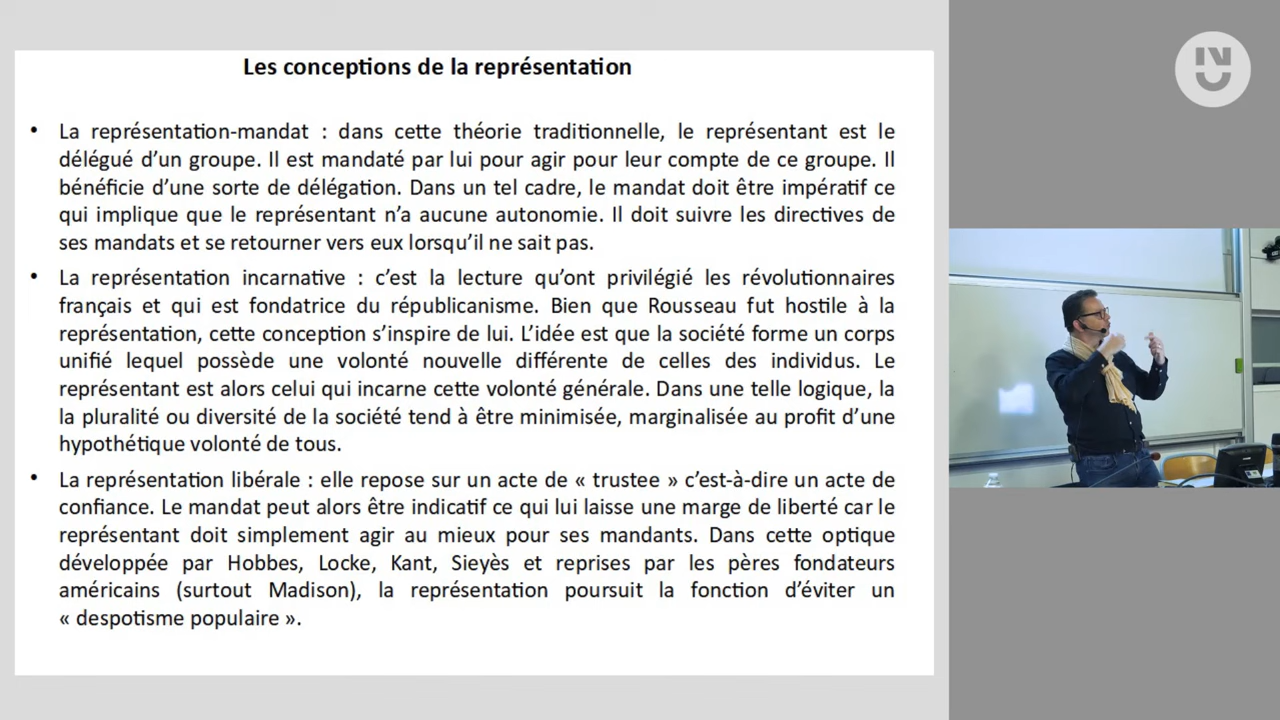 Les conceptions de la représentation
• La représentation-mandat : dans cette théorie traditionnelle, le représentant est le
délégué d'un groupe. Il est mandaté par lui pour agir pour leur compte de ce groupe. Il
bénéficie d'une sorte de délégation. Dans un tel cadre, le mandat doit être impératif ce
qui implique que le représentant n'a aucune autonomie. Il doit suivre les directives de
ses mandats et se retourner vers eux lorsqu'il ne sait pas.
• La représentation incarnative : c'est la lecture qu'ont privilégié les révolutionnaires
français et qui est fondatrice du républicanisme. Bien que Rousseau fut hostile à la
représentation, cette conception s'inspire de lui. L'idée est que la société forme un corps
unifié lequel possède une volonté nouvelle différente de celles des individus. Le
représentant est alors celui qui incarne cette volonté générale. Dans une telle logique, la
la pluralité ou diversité de la société tend à être minimisée, marginalisée au profit d'une
hypothétique volonté de tous.
• La représentation libérale : elle repose sur un acte de « trustee » c'est-à-dire un acte de
confiance. Le mandat peut alors être indicatif ce qui lui laisse une marge de liberté car le
représentant doit simplement agir au mieux pour ses mandants. Dans cette optique
développée par Hobbes, Locke, Kant, Sieyès et reprises par les pères fondateurs
américains (surtout Madison), la représentation poursuit la fonction d'éviter un
« despotisme populaire ».